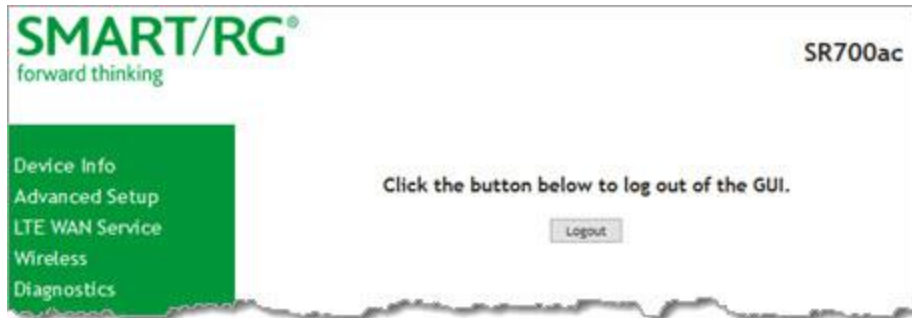 SMART/RG®
forward thinking
SR700ac
Device Info
Advanced Setup
LTE WAN Service
Wireless
Diagnostics
Click the button below to log out of the GUI.
Logout